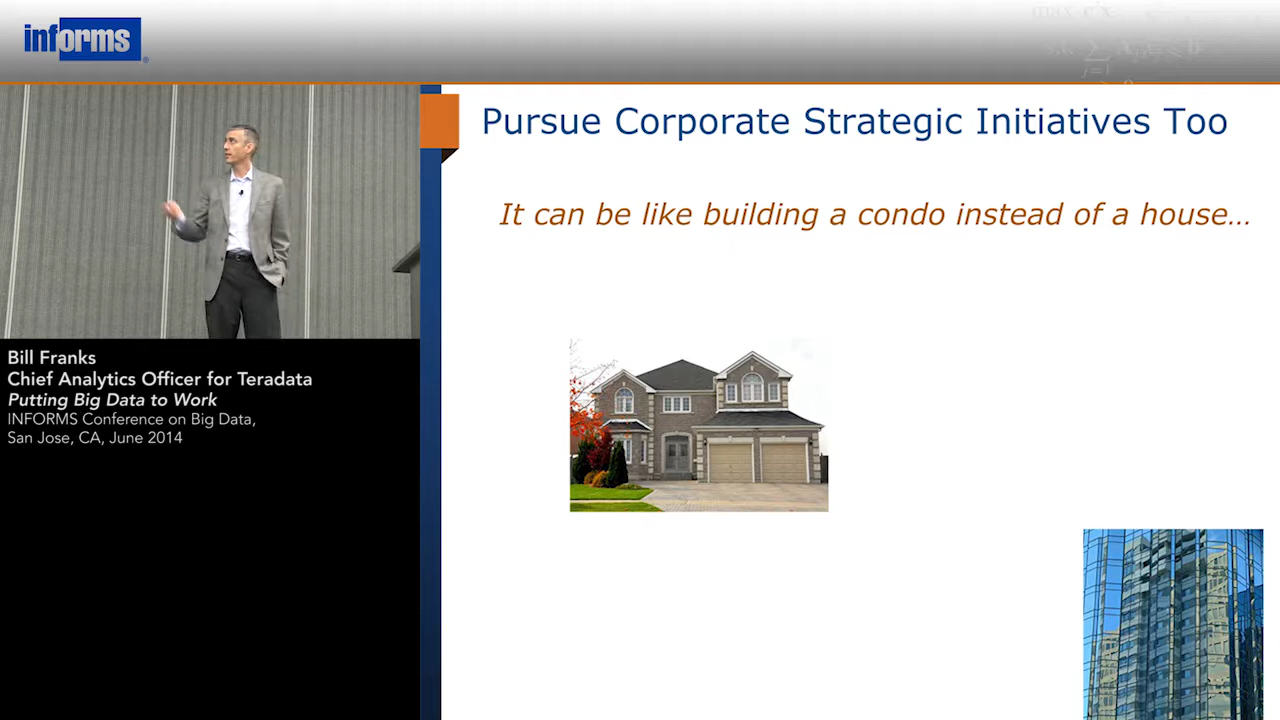 informs
Bill Franks
Chief Analytics Officer for Teradata
Putting Big Data to Work
INFORMS Conference on Big Data,
San Jose, CA, June 2014
Pursue Corporate Strategic Initiatives Too
It can be like building a condo instead of a house…